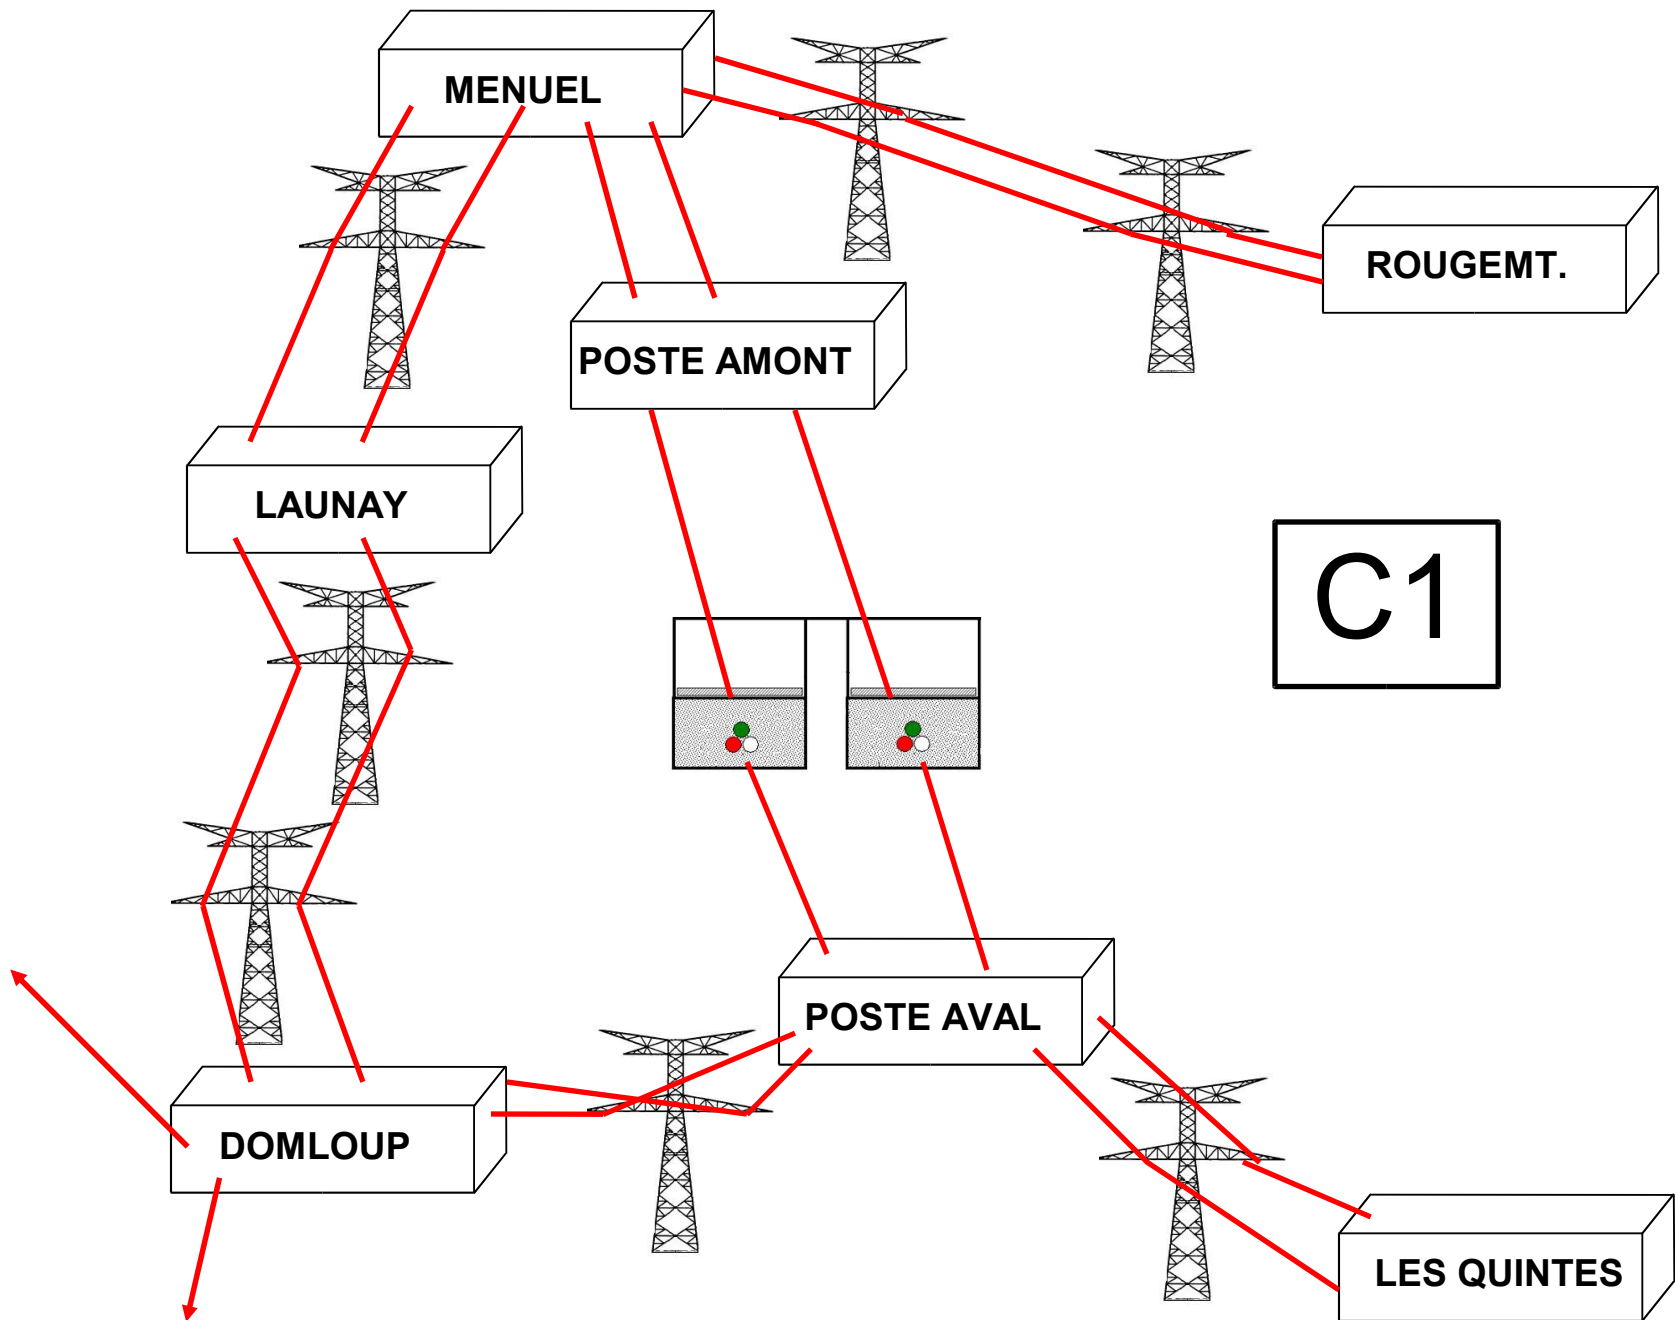 MENUEL
ROUGEMT.
POSTE AMONT
LAUNAY
C1
POSTE AVAL
DOMLOUP
LES QUINTES